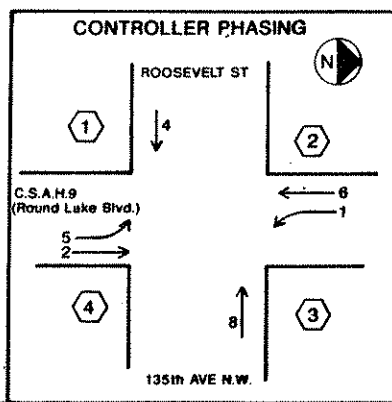 CONTROLLER PHASING
ROOSEVELT ST
N
1
4
2
C.S.A.H.9
(Round Lake Blvd.)
6
1
5
2
4
8
3
135th AVE N.W.